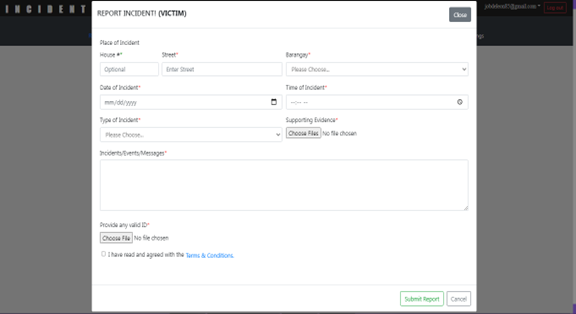 INCIDENT
REPORT INCIDENT! (VICTIM)
Close
Log out
Place of Incident
House #*
Street*
Barangay*
Optional
Enter Street
Please Choose...
Date of Incident*
Time of Incident*
mm/dd/yyyy
--:-- --
Type of Incident*
Supporting Evidence*
Please Choose...
Choose Files No file chosen
Incidents/Events/Messages*
Provide any valid ID*
Choose File No file chosen
I have read and agreed with the Terms & Conditions.
Submit Report
Cancel